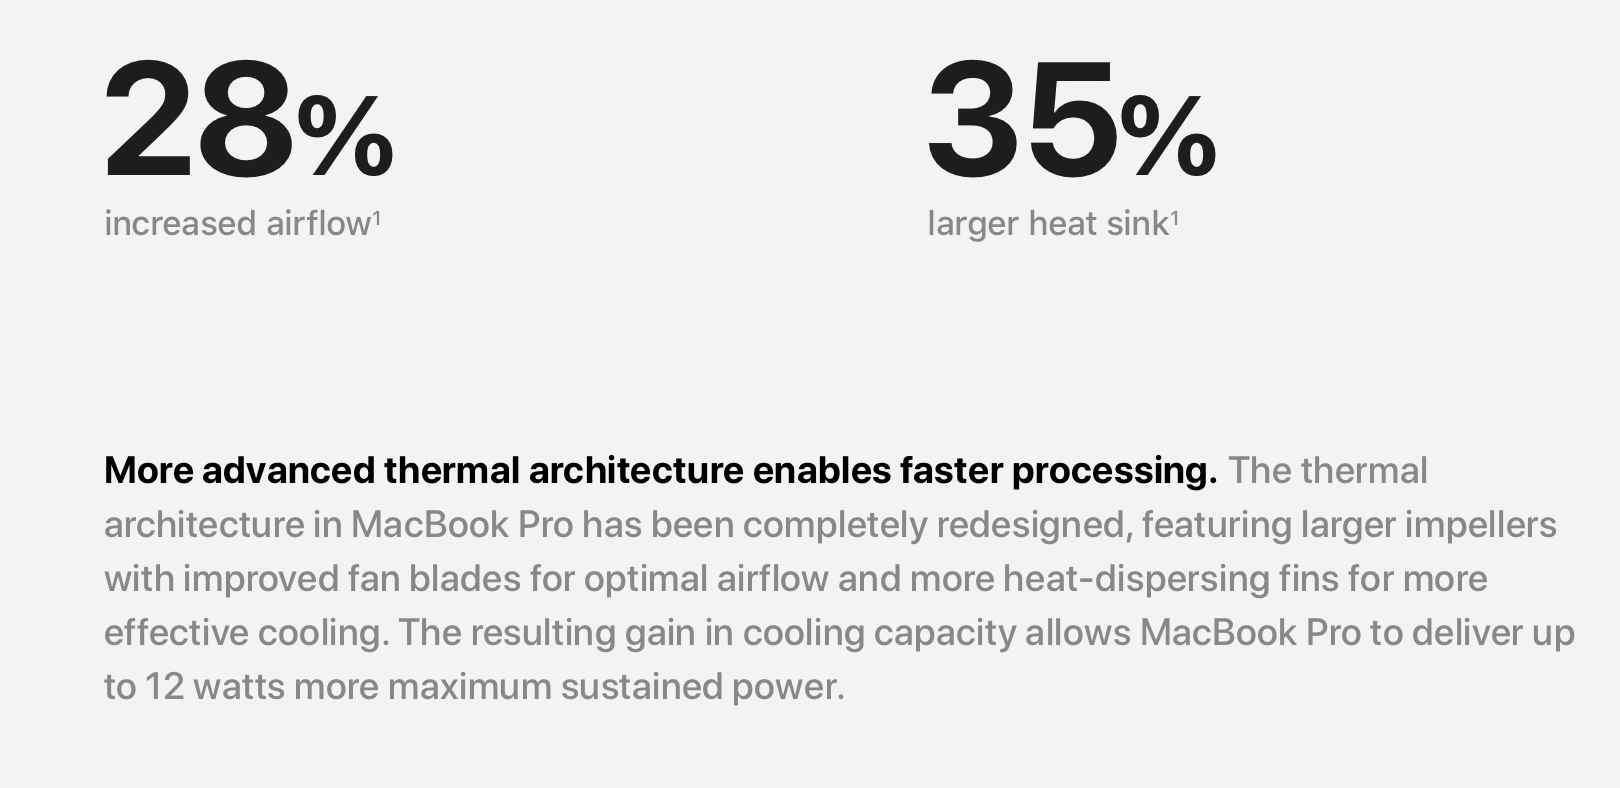 28%
increased airflow¹
35%
larger heat sink¹
More advanced thermal architecture enables faster processing. The thermal
architecture in MacBook Pro has been completely redesigned, featuring larger impellers
with improved fan blades for optimal airflow and more heat-dispersing fins for more
effective cooling. The resulting gain in cooling capacity allows MacBook Pro to deliver up
to 12 watts more maximum sustained power.